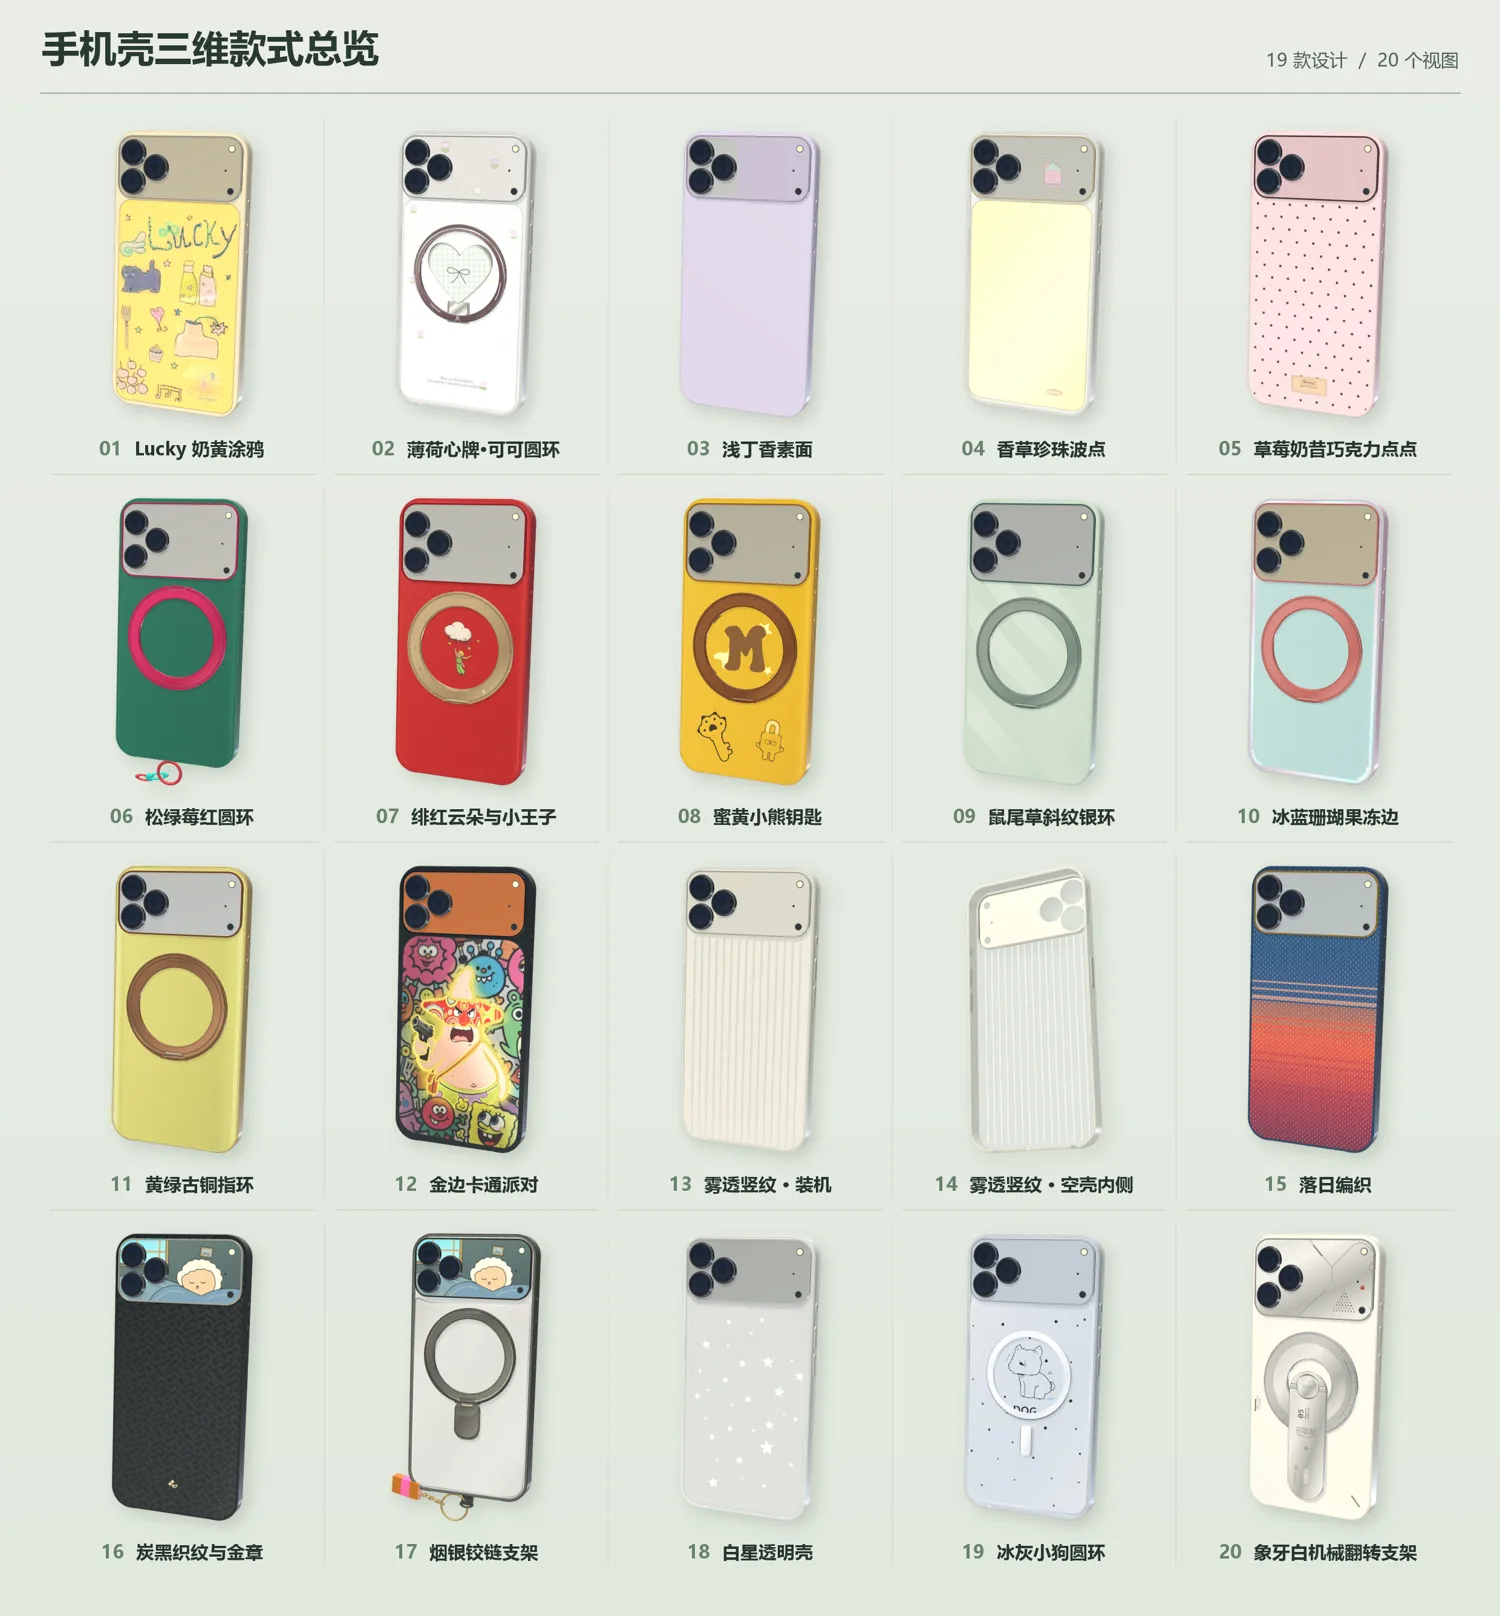 手机壳三维款式总览
19 款设计 / 20 个视图
Lucky
01 Lucky 奶黄涂鸦
02 薄荷心牌•可可圆环
03 浅丁香素面
04 香草珍珠波点
05 草莓奶昔巧克力点点
M
06 松绿莓红圆环
07 绯红云朵与小王子
08 蜜黄小熊钥匙
09 鼠尾草斜纹银环
10 冰蓝珊瑚果冻边
11 黄绿古铜指环
12 金边卡通派对
13 雾透竖纹 • 装机
14 雾透竖纹 • 空壳内侧
15 落日编织
DOG
16 炭黑织纹与金章
17 烟银铰链支架
18 白星透明壳
19 冰灰小狗圆环
20 象牙白机械翻转支架